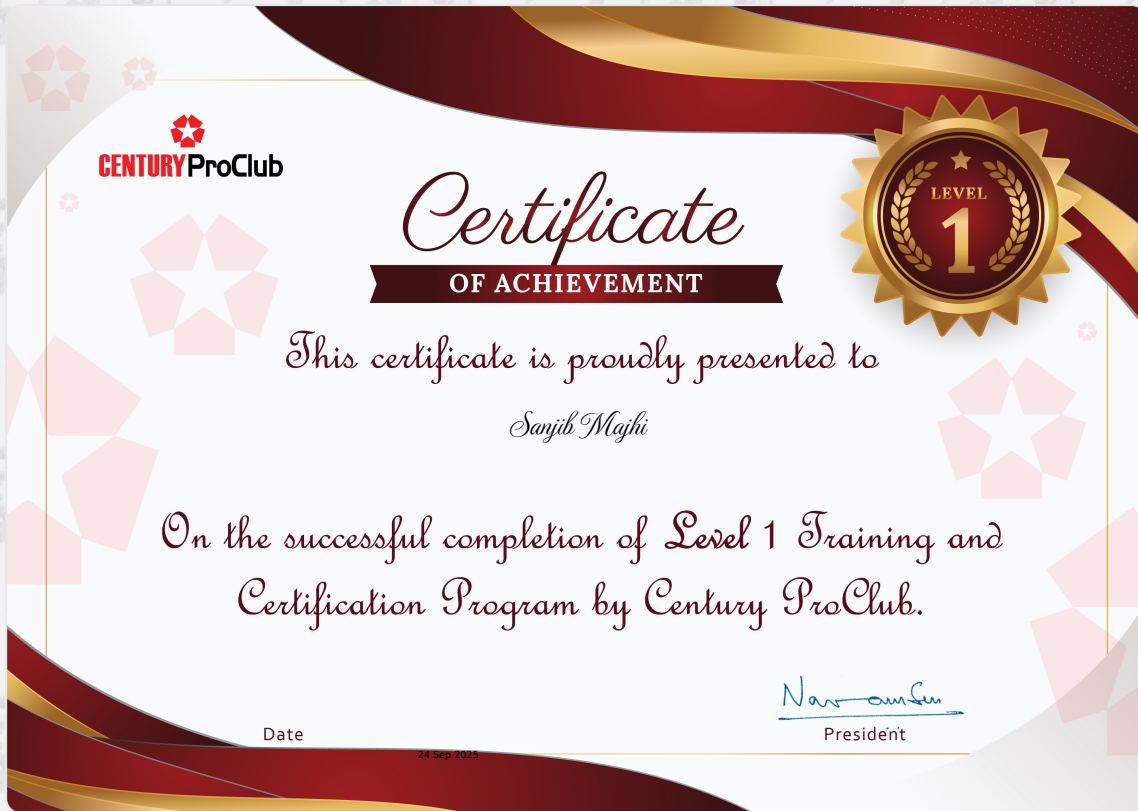 CENTURY ProClub
LEVEL
1
Certificate
OF ACHIEVEMENT
This certificate is proudly presented to
Sanjib Majhi
On the successful completion of Level 1 Training and
Certification Program by Century ProClub.
Date
President
24 Sep 2025